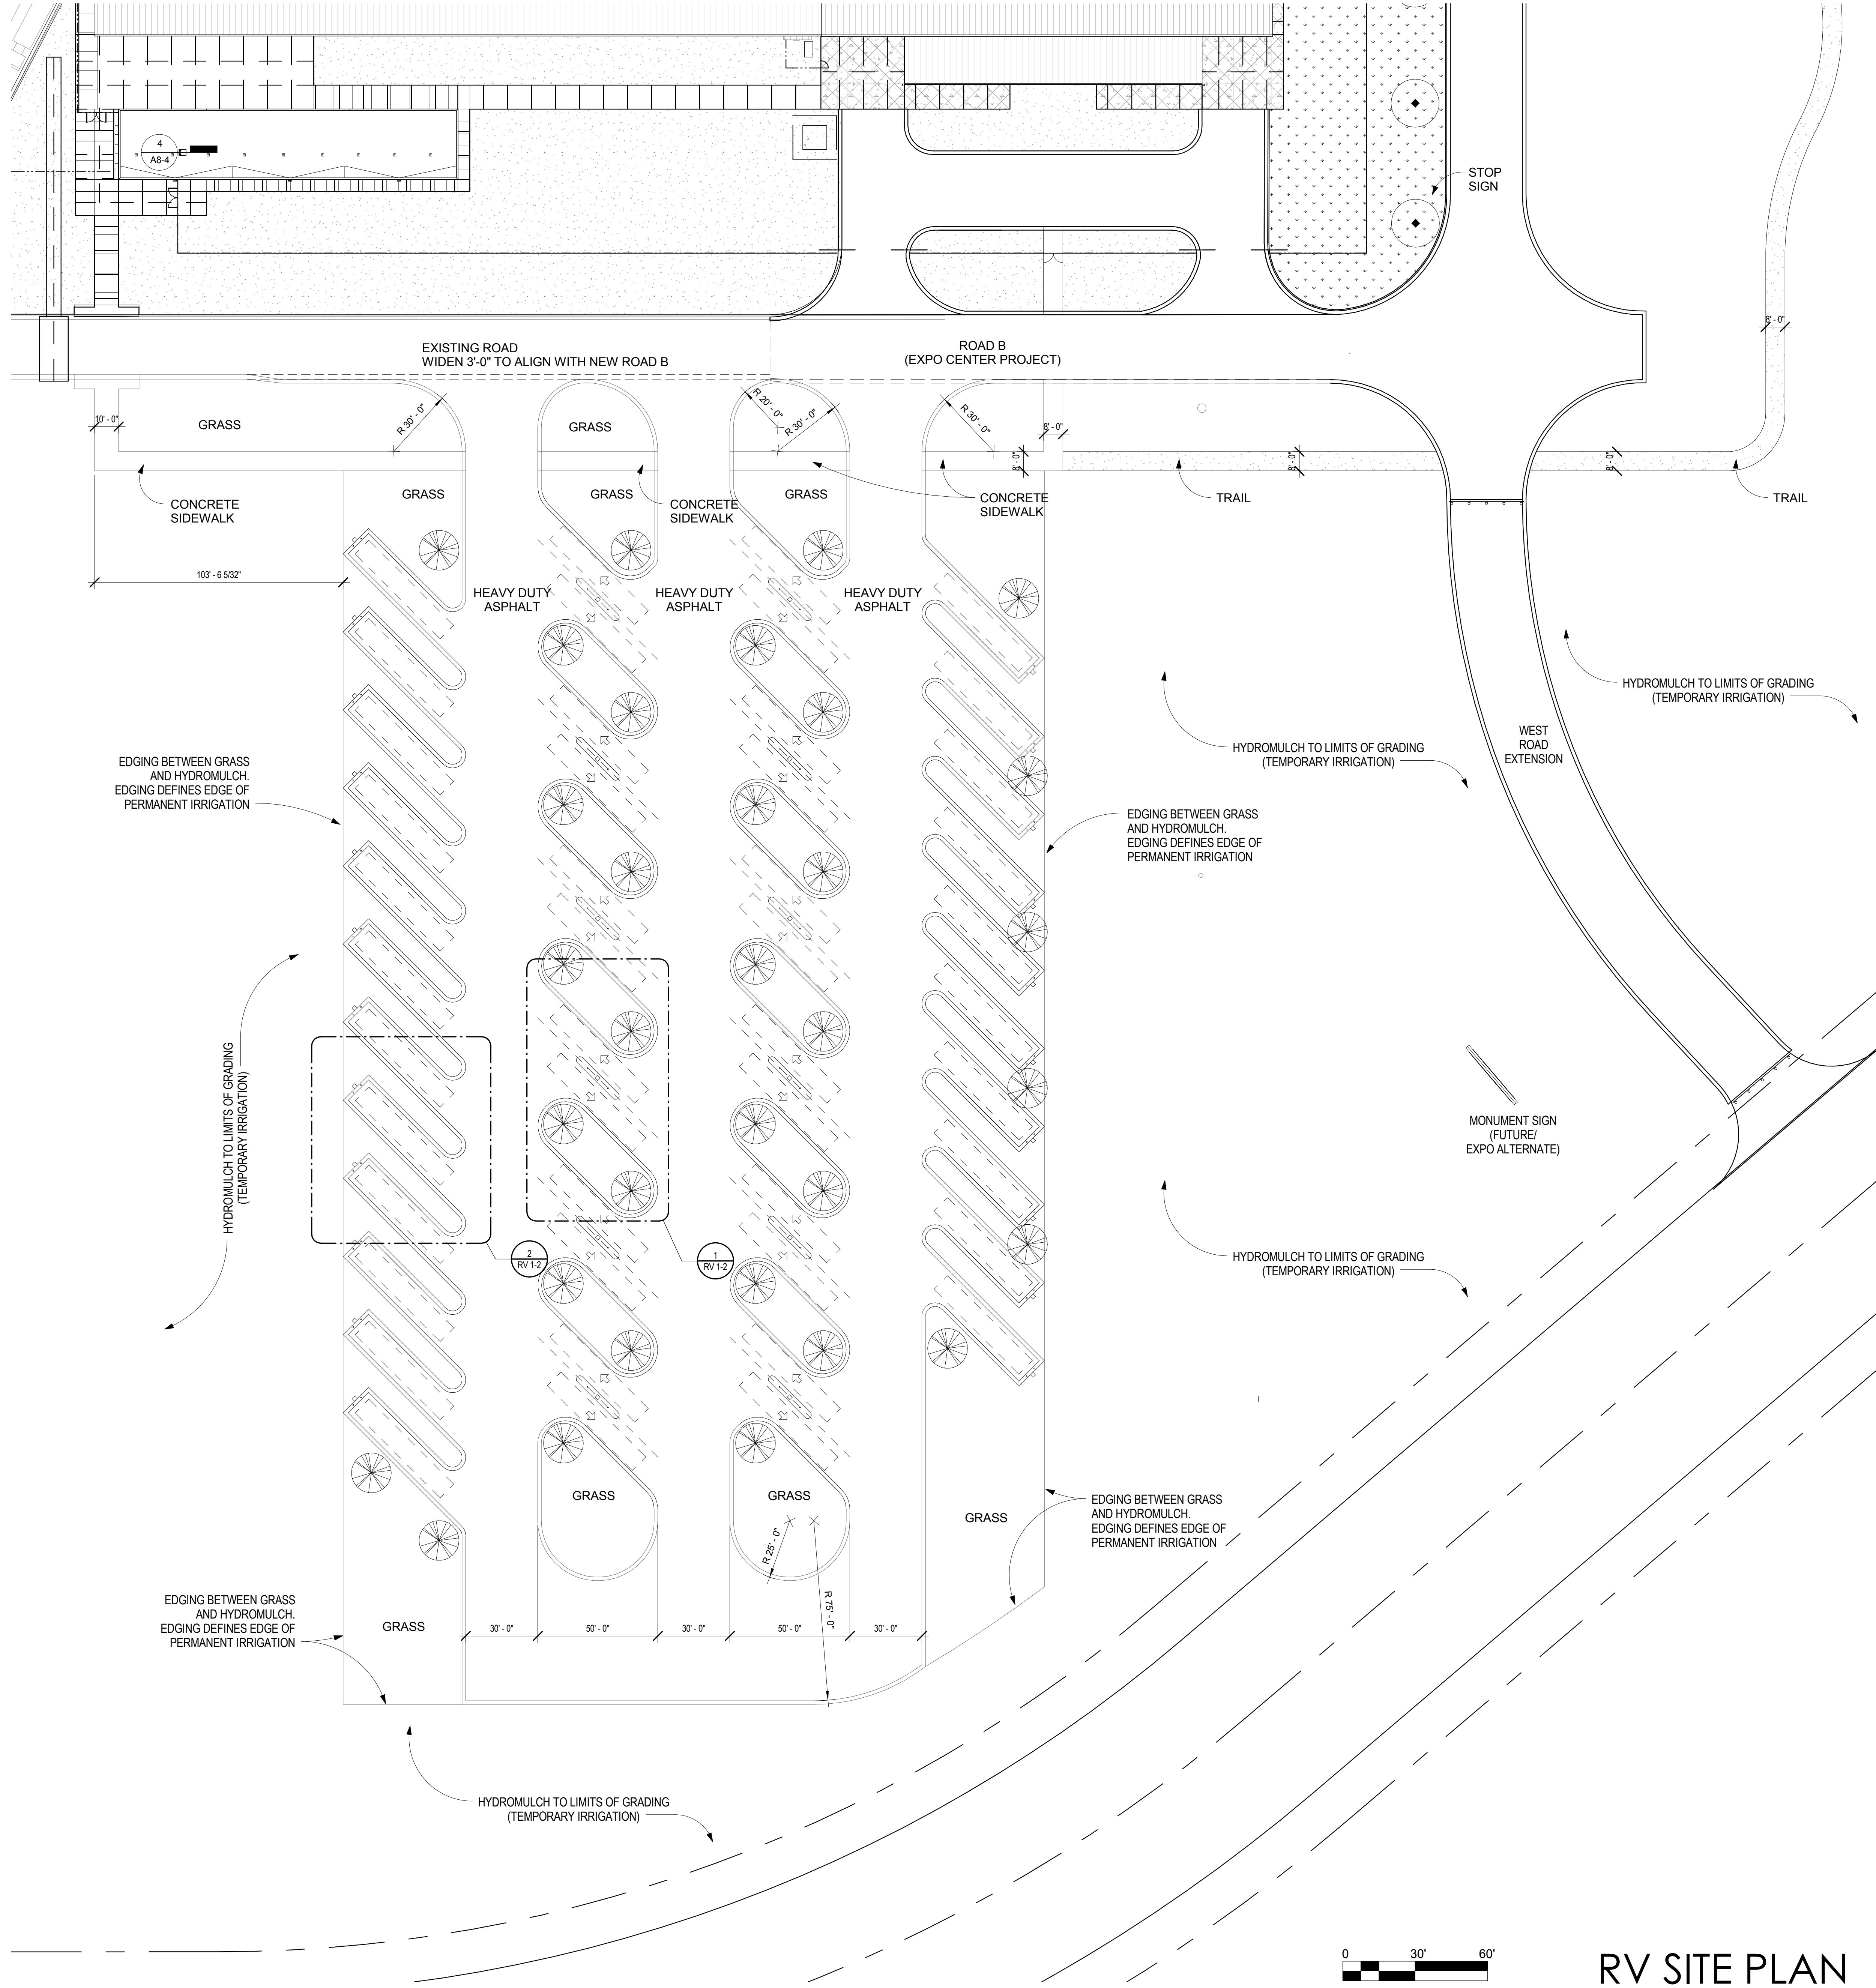 4
A8-4
STOP
SIGN
EXISTING ROAD
WIDEN 3'-0" TO ALIGN WITH NEW ROAD B
ROAD B
(EXPO CENTER PROJECT)
8' - 0"
10' - 0"
GRASS
R 30' - 0"
GRASS
R 20' - 0"
R 30' - 0"
R 30' - 0"
8' - 0"
8' - 0"
8' - 0"
8' - 0"
GRASS
GRASS
GRASS
CONCRETE
SIDEWALK
CONCRETE
SIDEWALK
CONCRETE
SIDEWALK
TRAIL
TRAIL
103' - 6 5/32"
HEAVY DUTY
ASPHALT
HEAVY DUTY
ASPHALT
HEAVY DUTY
ASPHALT
HYDROMULCH TO LIMITS OF GRADING
(TEMPORARY IRRIGATION)
WEST
ROAD
EXTENSION
HYDROMULCH TO LIMITS OF GRADING
(TEMPORARY IRRIGATION)
EDGING BETWEEN GRASS
AND HYDROMULCH.
EDGING DEFINES EDGE OF
PERMANENT IRRIGATION
EDGING BETWEEN GRASS
AND HYDROMULCH.
EDGING DEFINES EDGE OF
PERMANENT IRRIGATION
HYDROMULCH TO LIMITS OF GRADING
(TEMPORARY IRRIGATION)
MONUMENT SIGN
(FUTURE/
EXPO ALTERNATE)
2
RV 1-2
1
RV 1-2
HYDROMULCH TO LIMITS OF GRADING
(TEMPORARY IRRIGATION)
GRASS
GRASS
GRASS
EDGING BETWEEN GRASS
AND HYDROMULCH.
EDGING DEFINES EDGE OF
PERMANENT IRRIGATION
R 25' - 0"
R 75' - 0"
EDGING BETWEEN GRASS
AND HYDROMULCH.
EDGING DEFINES EDGE OF
PERMANENT IRRIGATION
GRASS
30' - 0"
50' - 0"
30' - 0"
50' - 0"
30' - 0"
HYDROMULCH TO LIMITS OF GRADING
(TEMPORARY IRRIGATION)
0 30' 60'
RV SITE PLAN